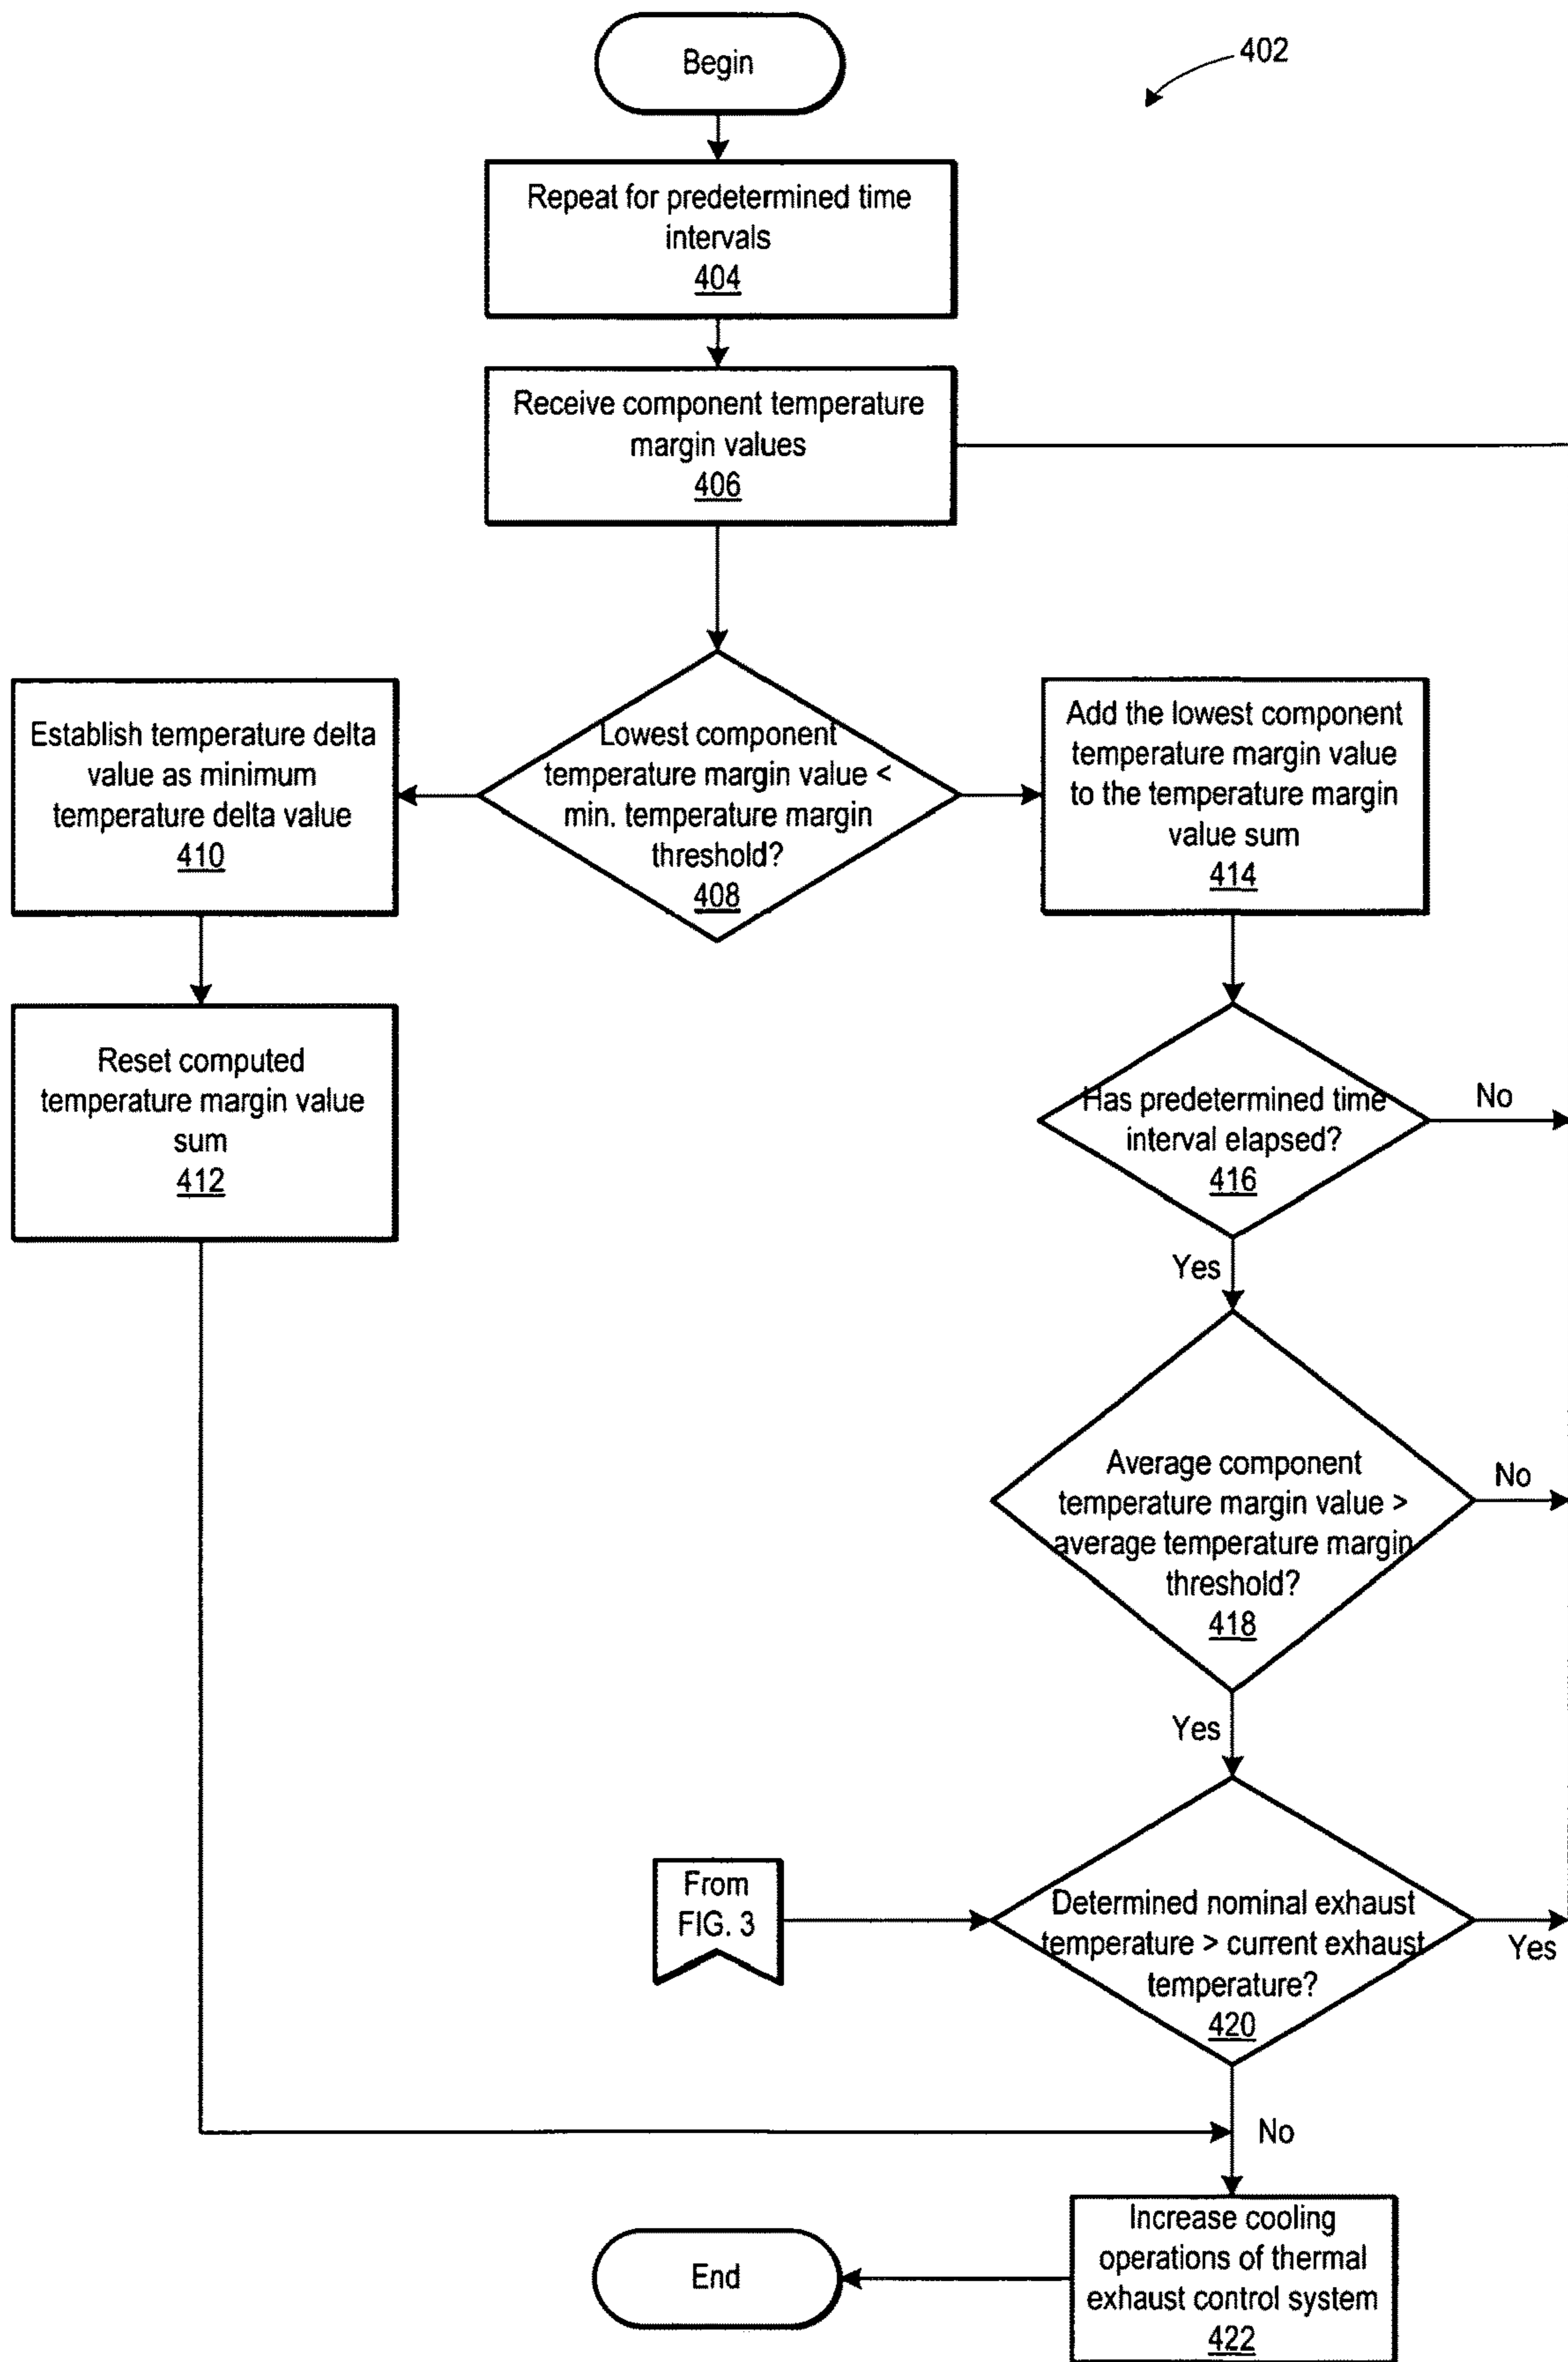 Begin
402
Repeat for predetermined time
intervals
404
Receive component temperature
margin values
406
Establish temperature delta
value as minimum
temperature delta value
410
Lowest component
temperature margin value <
min. temperature margin
threshold?
408
Add the lowest component
temperature margin value
to the temperature margin
value sum
414
Reset computed
temperature margin value
sum
412
Has predetermined time
interval elapsed?
416
No
Yes
Average component
temperature margin value >
average temperature margin
threshold?
418
No
Yes
From
FIG. 3
Determined nominal exhaust
temperature > current exhaust
temperature?
420
Yes
No
Increase cooling
operations of thermal
exhaust control system
422
End